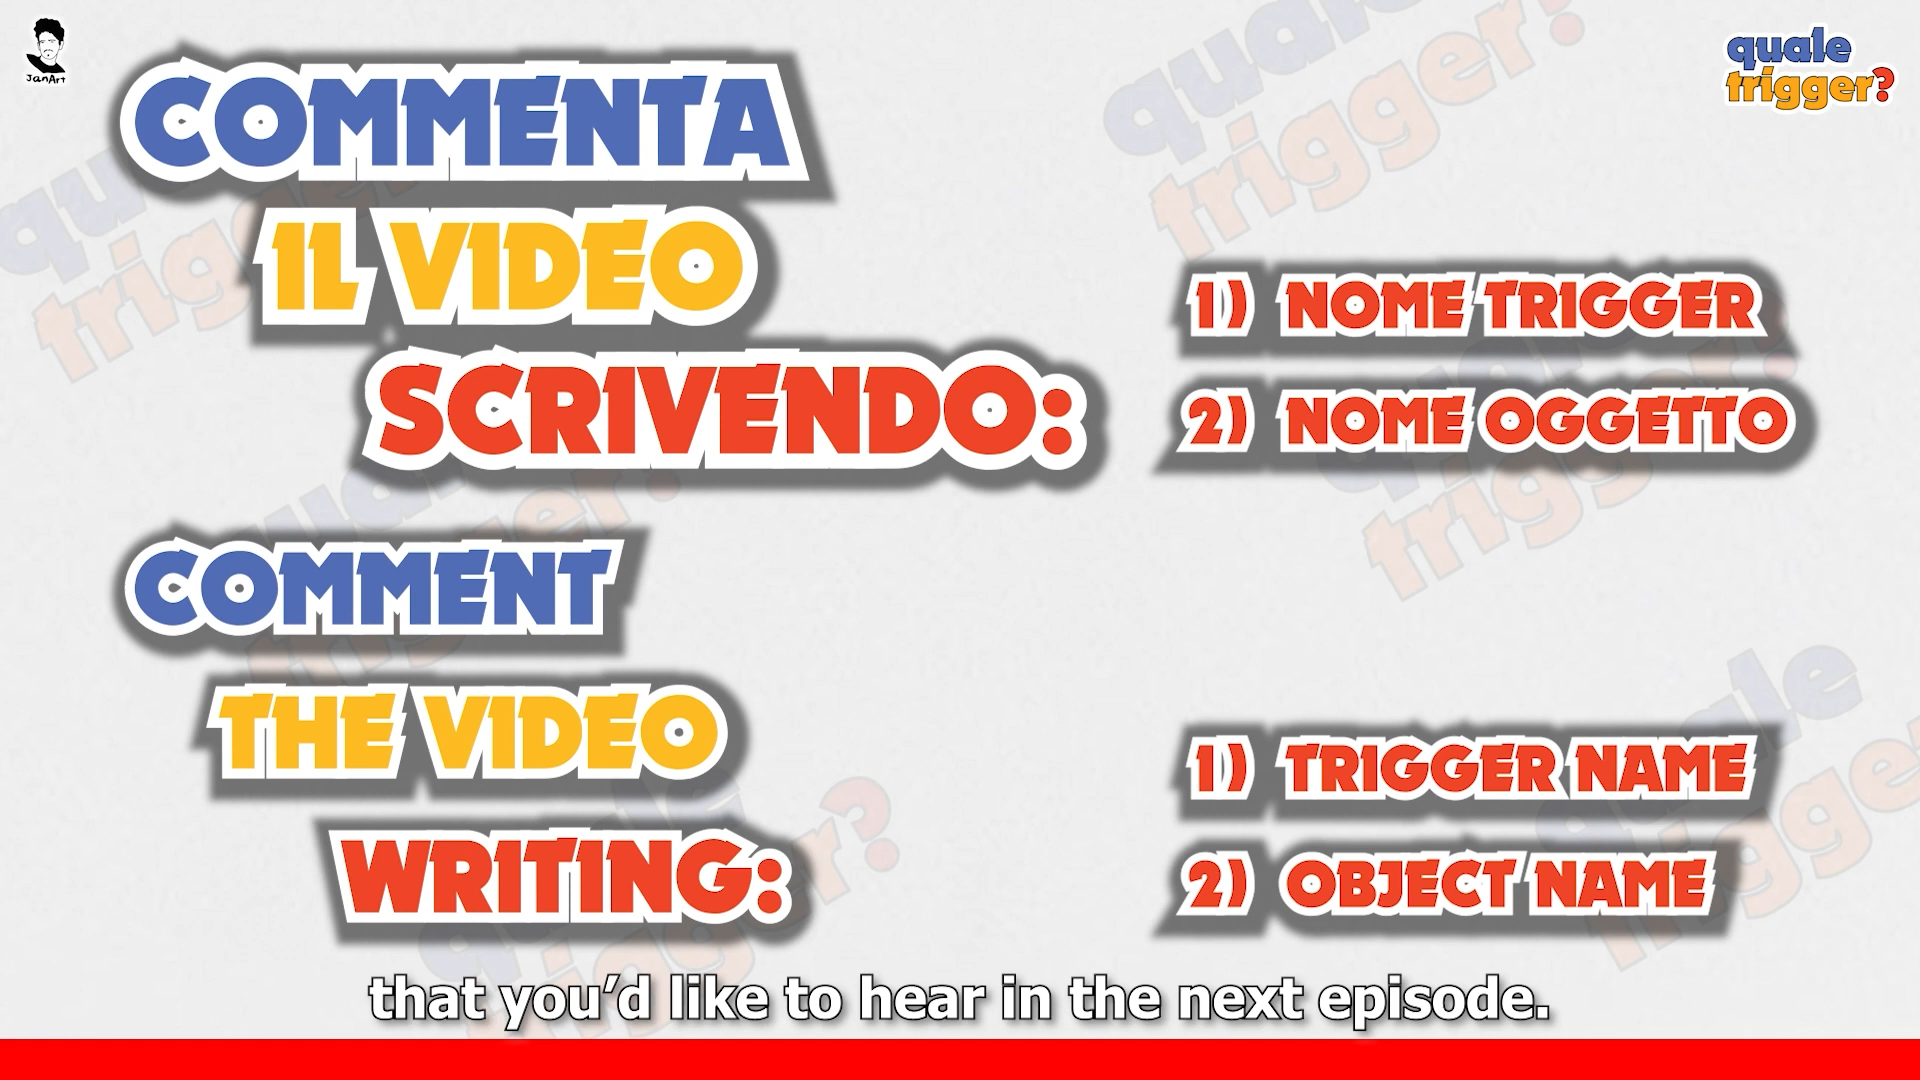 JanArt
quale
trigger?
COMMENTA
IL VIDEO
SCRIVENDO:
1) NOME TRIGGER
2) NOME OGGETTO
COMMENT
THE VIDEO
WRITING:
1) TRIGGER NAME
2) OBJECT NAME
that you’d like to hear in the next episode.